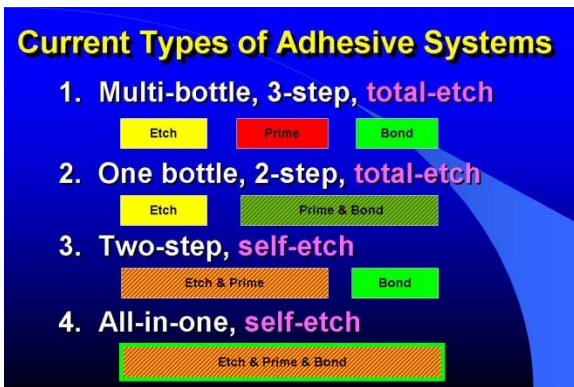 Current Types of Adhesive Systems
1. Multi-bottle, 3-step, total-etch
Etch Prime Bond
2. One bottle, 2-step, total-etch
Etch Prime & Bond
3. Two-step, self-etch
Etch & Prime Bond
4. All-in-one, self-etch
Etch & Prime & Bond